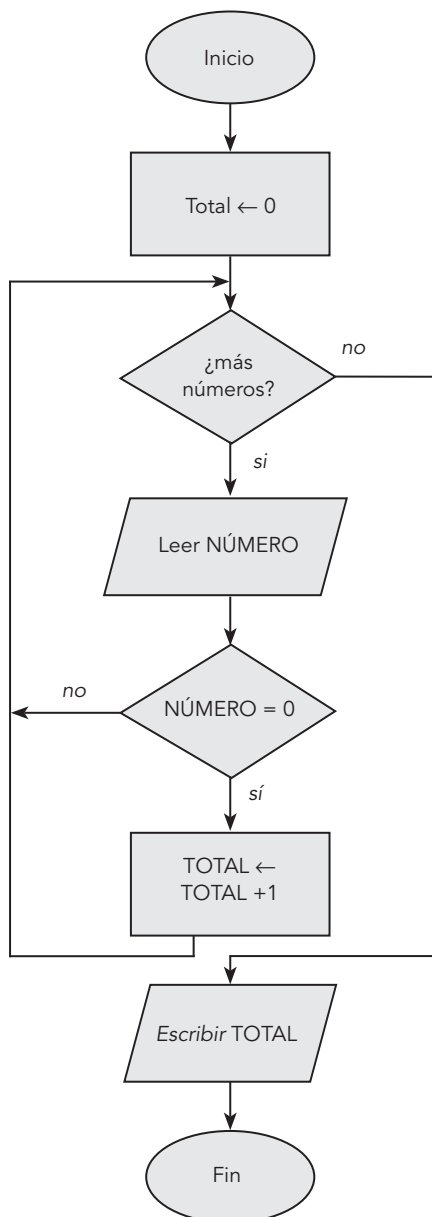 Inicio
Total ← 0
¿más
números?
no
si
Leer NÚMERO
no
NÚMERO = 0
sí
TOTAL ←
TOTAL +1
Escribir TOTAL
Fin